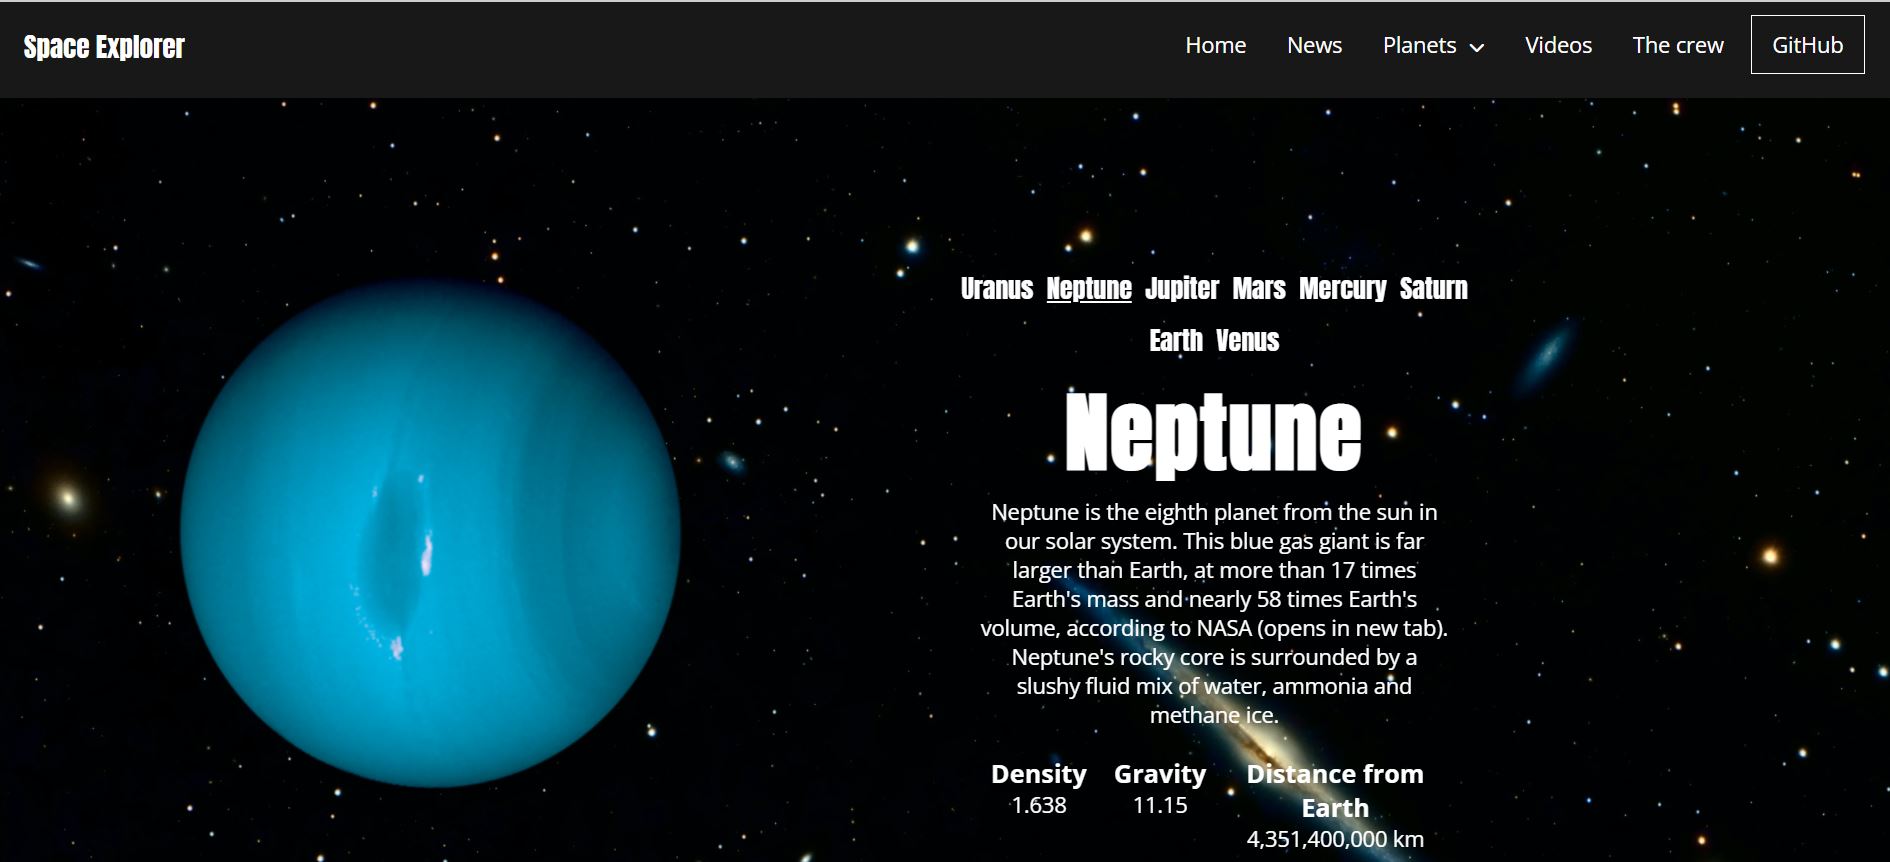 Space Explorer
Home News Planets Videos The crew GitHub
Uranus Neptune Jupiter Mars Mercury Saturn
Earth Venus
Neptune
Neptune is the eighth planet from the sun in
our solar system. This blue gas giant is far
larger than Earth, at more than 17 times
Earth's mass and nearly 58 times Earth's
volume, according to NASA (opens in new tab).
Neptune's rocky core is surrounded by a
slushy fluid mix of water, ammonia and
methane ice.
Density
1.638
Gravity
11.15
Distance from
Earth
4,351,400,000 km